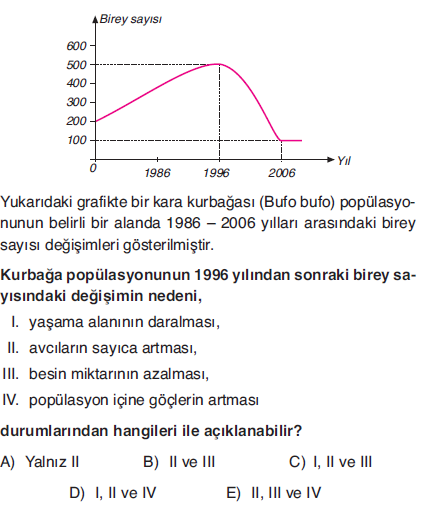 Birey sayısı
600
500
400
300
200
100
0
1986
1996
2006
Yıl
Yukarıdaki grafikte bir kara kurbağası (Bufo bufo) popülasyo-
nunun belirli bir alanda 1986 – 2006 yılları arasındaki birey
sayısı değişimleri gösterilmiştir.
Kurbağa popülasyonunun 1996 yılından sonraki birey sa-
yısındaki değişimin nedeni,
I. yaşama alanının daralması,
II. avcıların sayıca artması,
III. besin miktarının azalması,
IV. popülasyon içine göçlerin artması
durumlarından hangileri ile açıklanabilir?
A) Yalnız II B) II ve III C) I, II ve III
D) I, II ve IV E) II, III ve IV